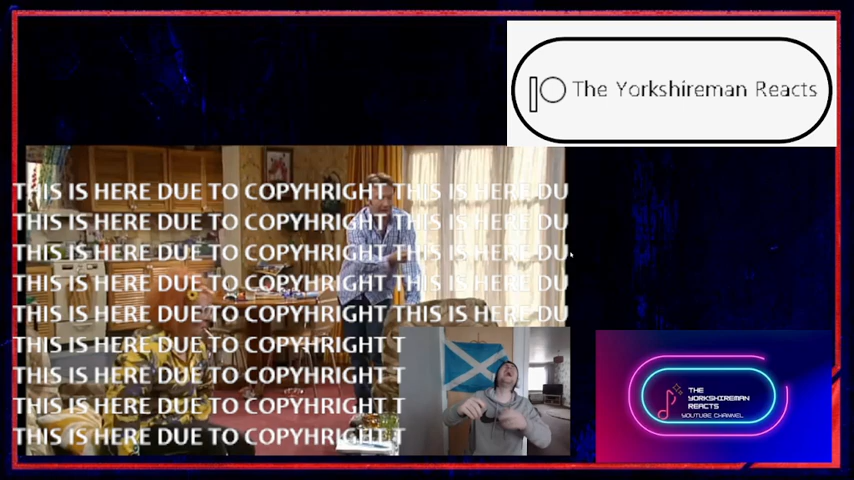 The Yorkshireman Reacts
THIS IS HERE DUE TO COPYHRIGHT THIS IS HERE DU
THIS IS HERE DUE TO COPYHRIGHT THIS IS HERE DU
THIS IS HERE DUE TO COPYHRIGHT THIS IS HERE DU
THIS IS HERE DUE TO COPYHRIGHT THIS IS HERE DU
THIS IS HERE DUE TO COPYHRIGHT THIS IS HERE DU
THIS IS HERE DUE TO COPYHRIGHT T
THIS IS HERE DUE TO COPYHRIGHT T
THIS IS HERE DUE TO COPYHRIGHT T
THIS IS HERE DUE TO COPYHRIGHT T
THE
YORKSHIREMAN
REACTS
YOUTUBE CHANNEL